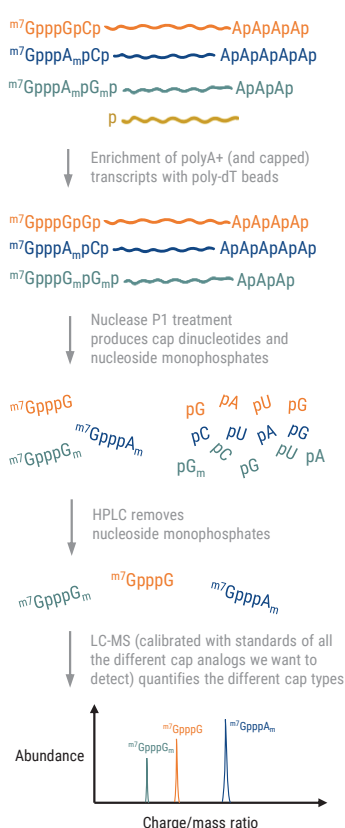 m7GpppGpCp ApApApAp
m7GpppAmpCp ApApApApAp
m7GpppAmpGmp ApApAp
p
Enrichment of polyA+ (and capped)
transcripts with poly-dT beads
m7GpppGpGp ApApApAp
m7GpppAmpCp ApApApApAp
m7GpppGmpGmp ApApAp
Nuclease P1 treatment
produces cap dinucleotides and
nucleoside monophosphates
m7GpppG pG pA pU pG
m7GpppAm pC pU pA pG
m7GpppGm pGm pC pG pU pA
HPLC removes
nucleoside monophosphates
m7GpppGm m7GpppG m7GpppAm
LC-MS (calibrated with standards of all
the different cap analogs we want to
detect) quantifies the different cap types
m7GpppAm
m7GpppG
m7GpppGm
Abundance
Charge/mass ratio